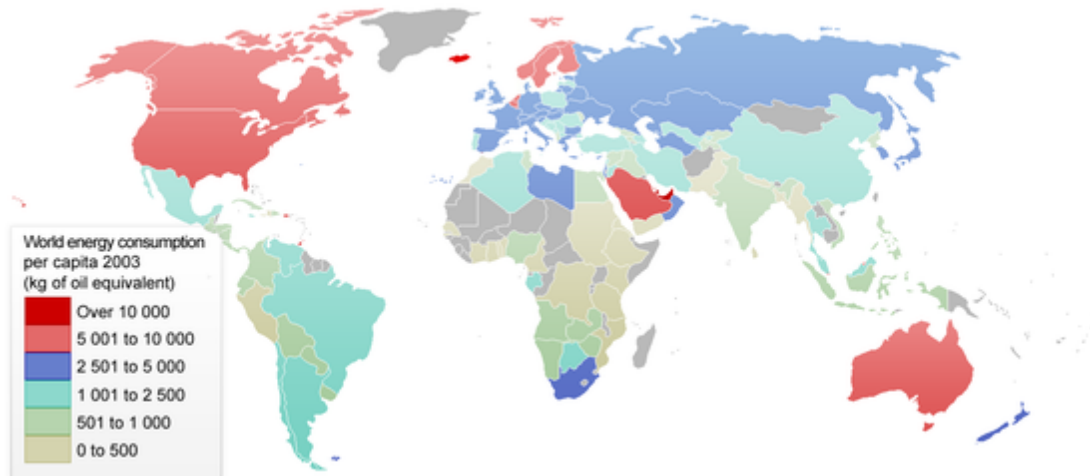 World energy consumption
per capita 2003
(kg of oil equivalent)
Over 10 000
5 001 to 10 000
2 501 to 5 000
1 001 to 2 500
501 to 1 000
0 to 500